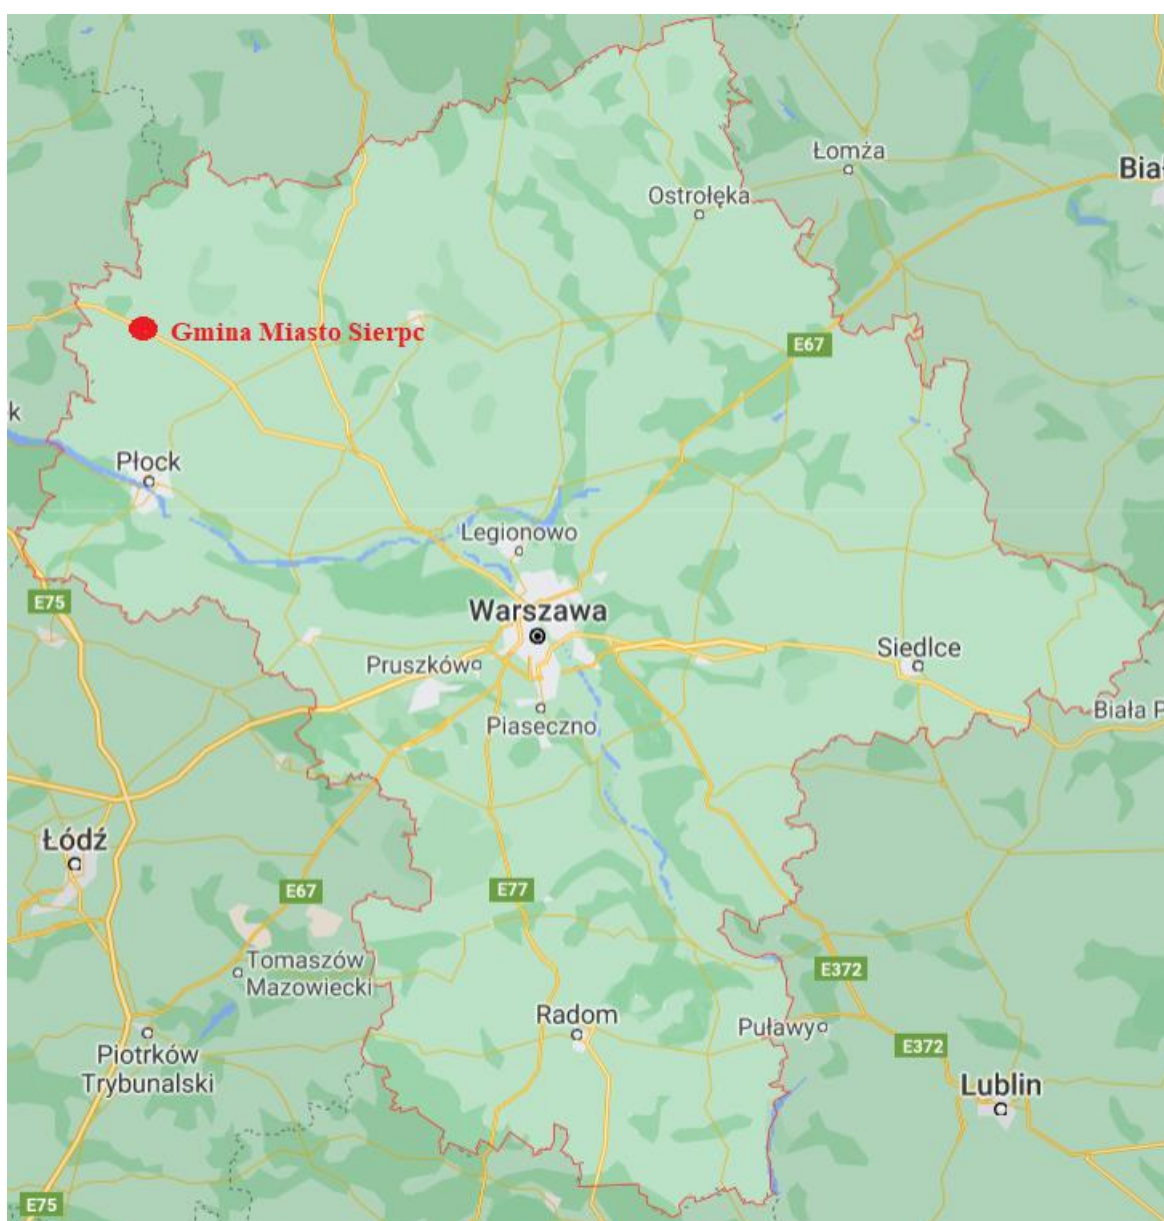 Łomża
Bia
Ostrołęka
Gmina Miasto Sierpc
E67
k
Płock
Legionowo
E75
Warszawa
Siedlce
Pruszków
Biała P
Piaseczno
Łódź
E67
E77
Tomaszów
Mazowiecki
E372
Radom
Puławy
Piotrków
Trybunalski
E372
Lublin
E75